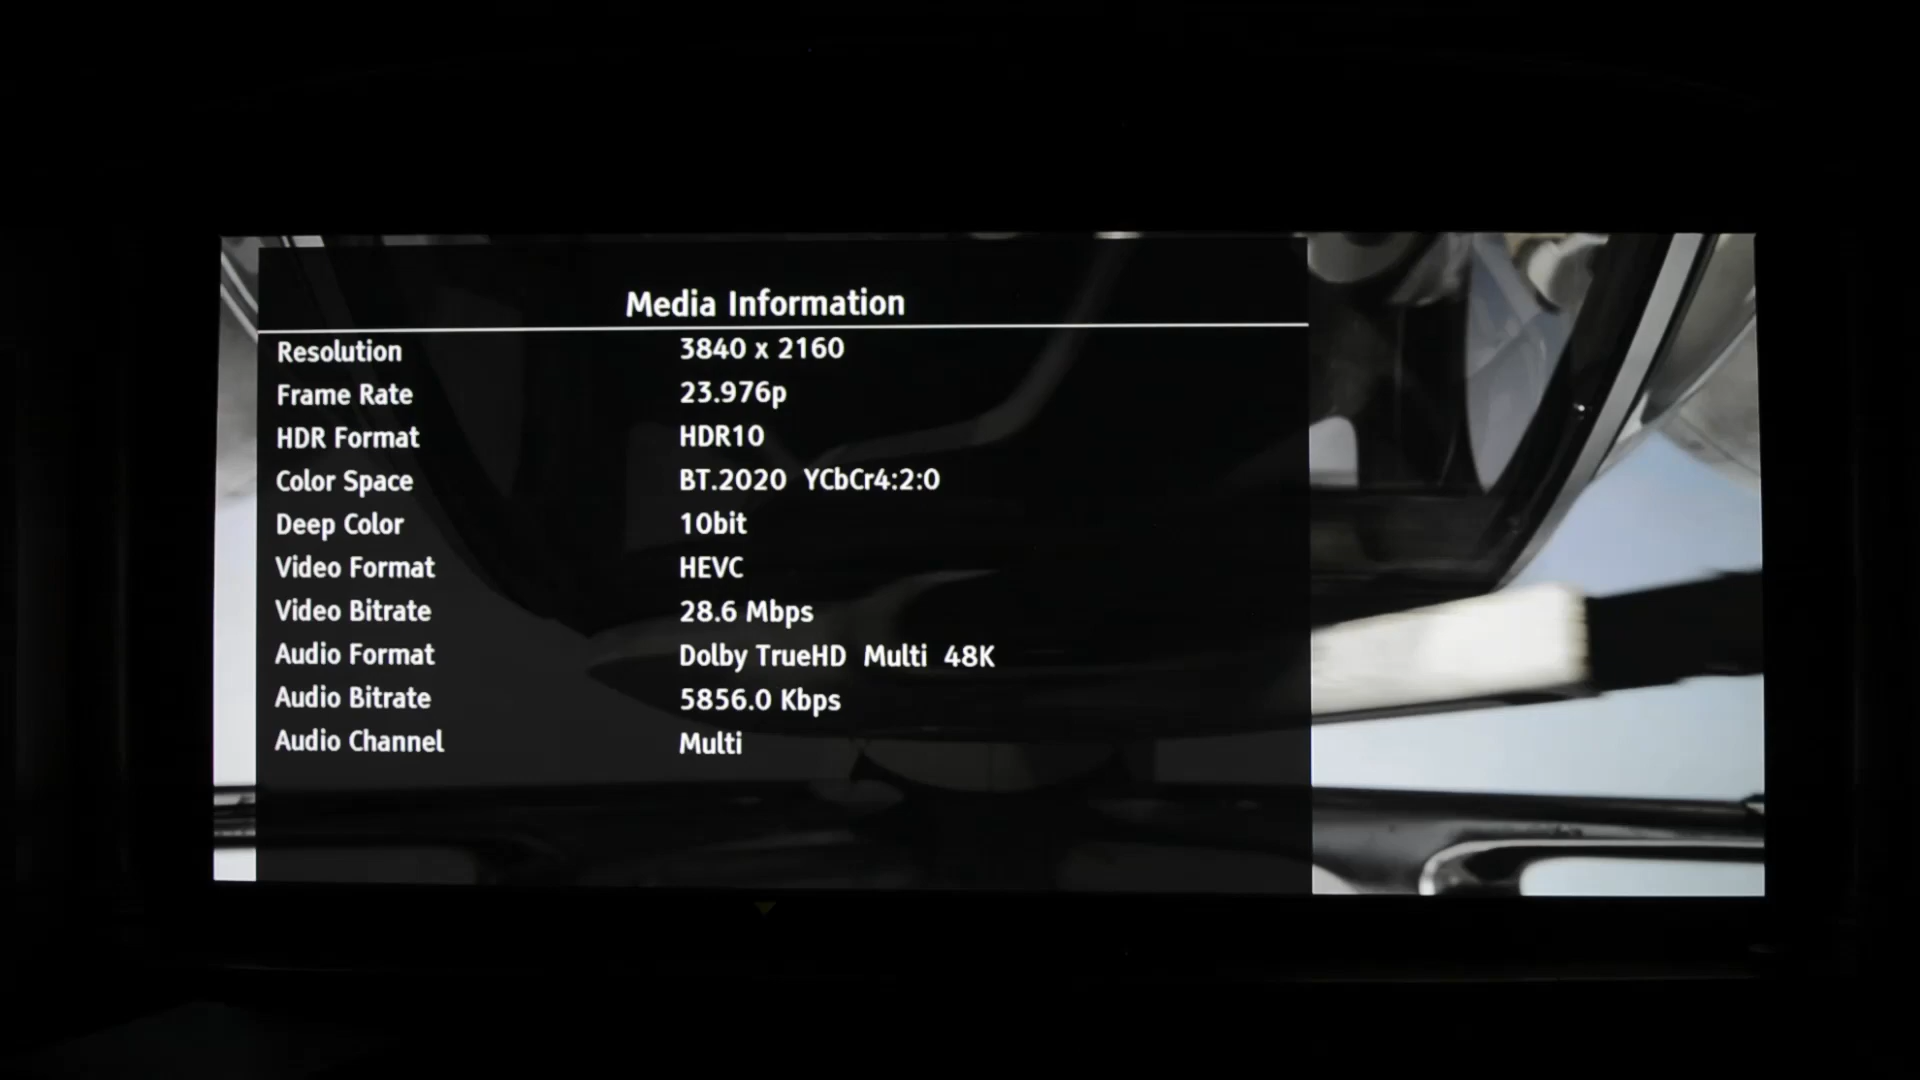 Media Information
Resolution 3840 x 2160
Frame Rate 23.976p
HDR Format HDR10
Color Space BT.2020 YCbCr4:2:0
Deep Color 10bit
Video Format HEVC
Video Bitrate 28.6 Mbps
Audio Format Dolby TrueHD Multi 48K
Audio Bitrate 5856.0 Kbps
Audio Channel Multi